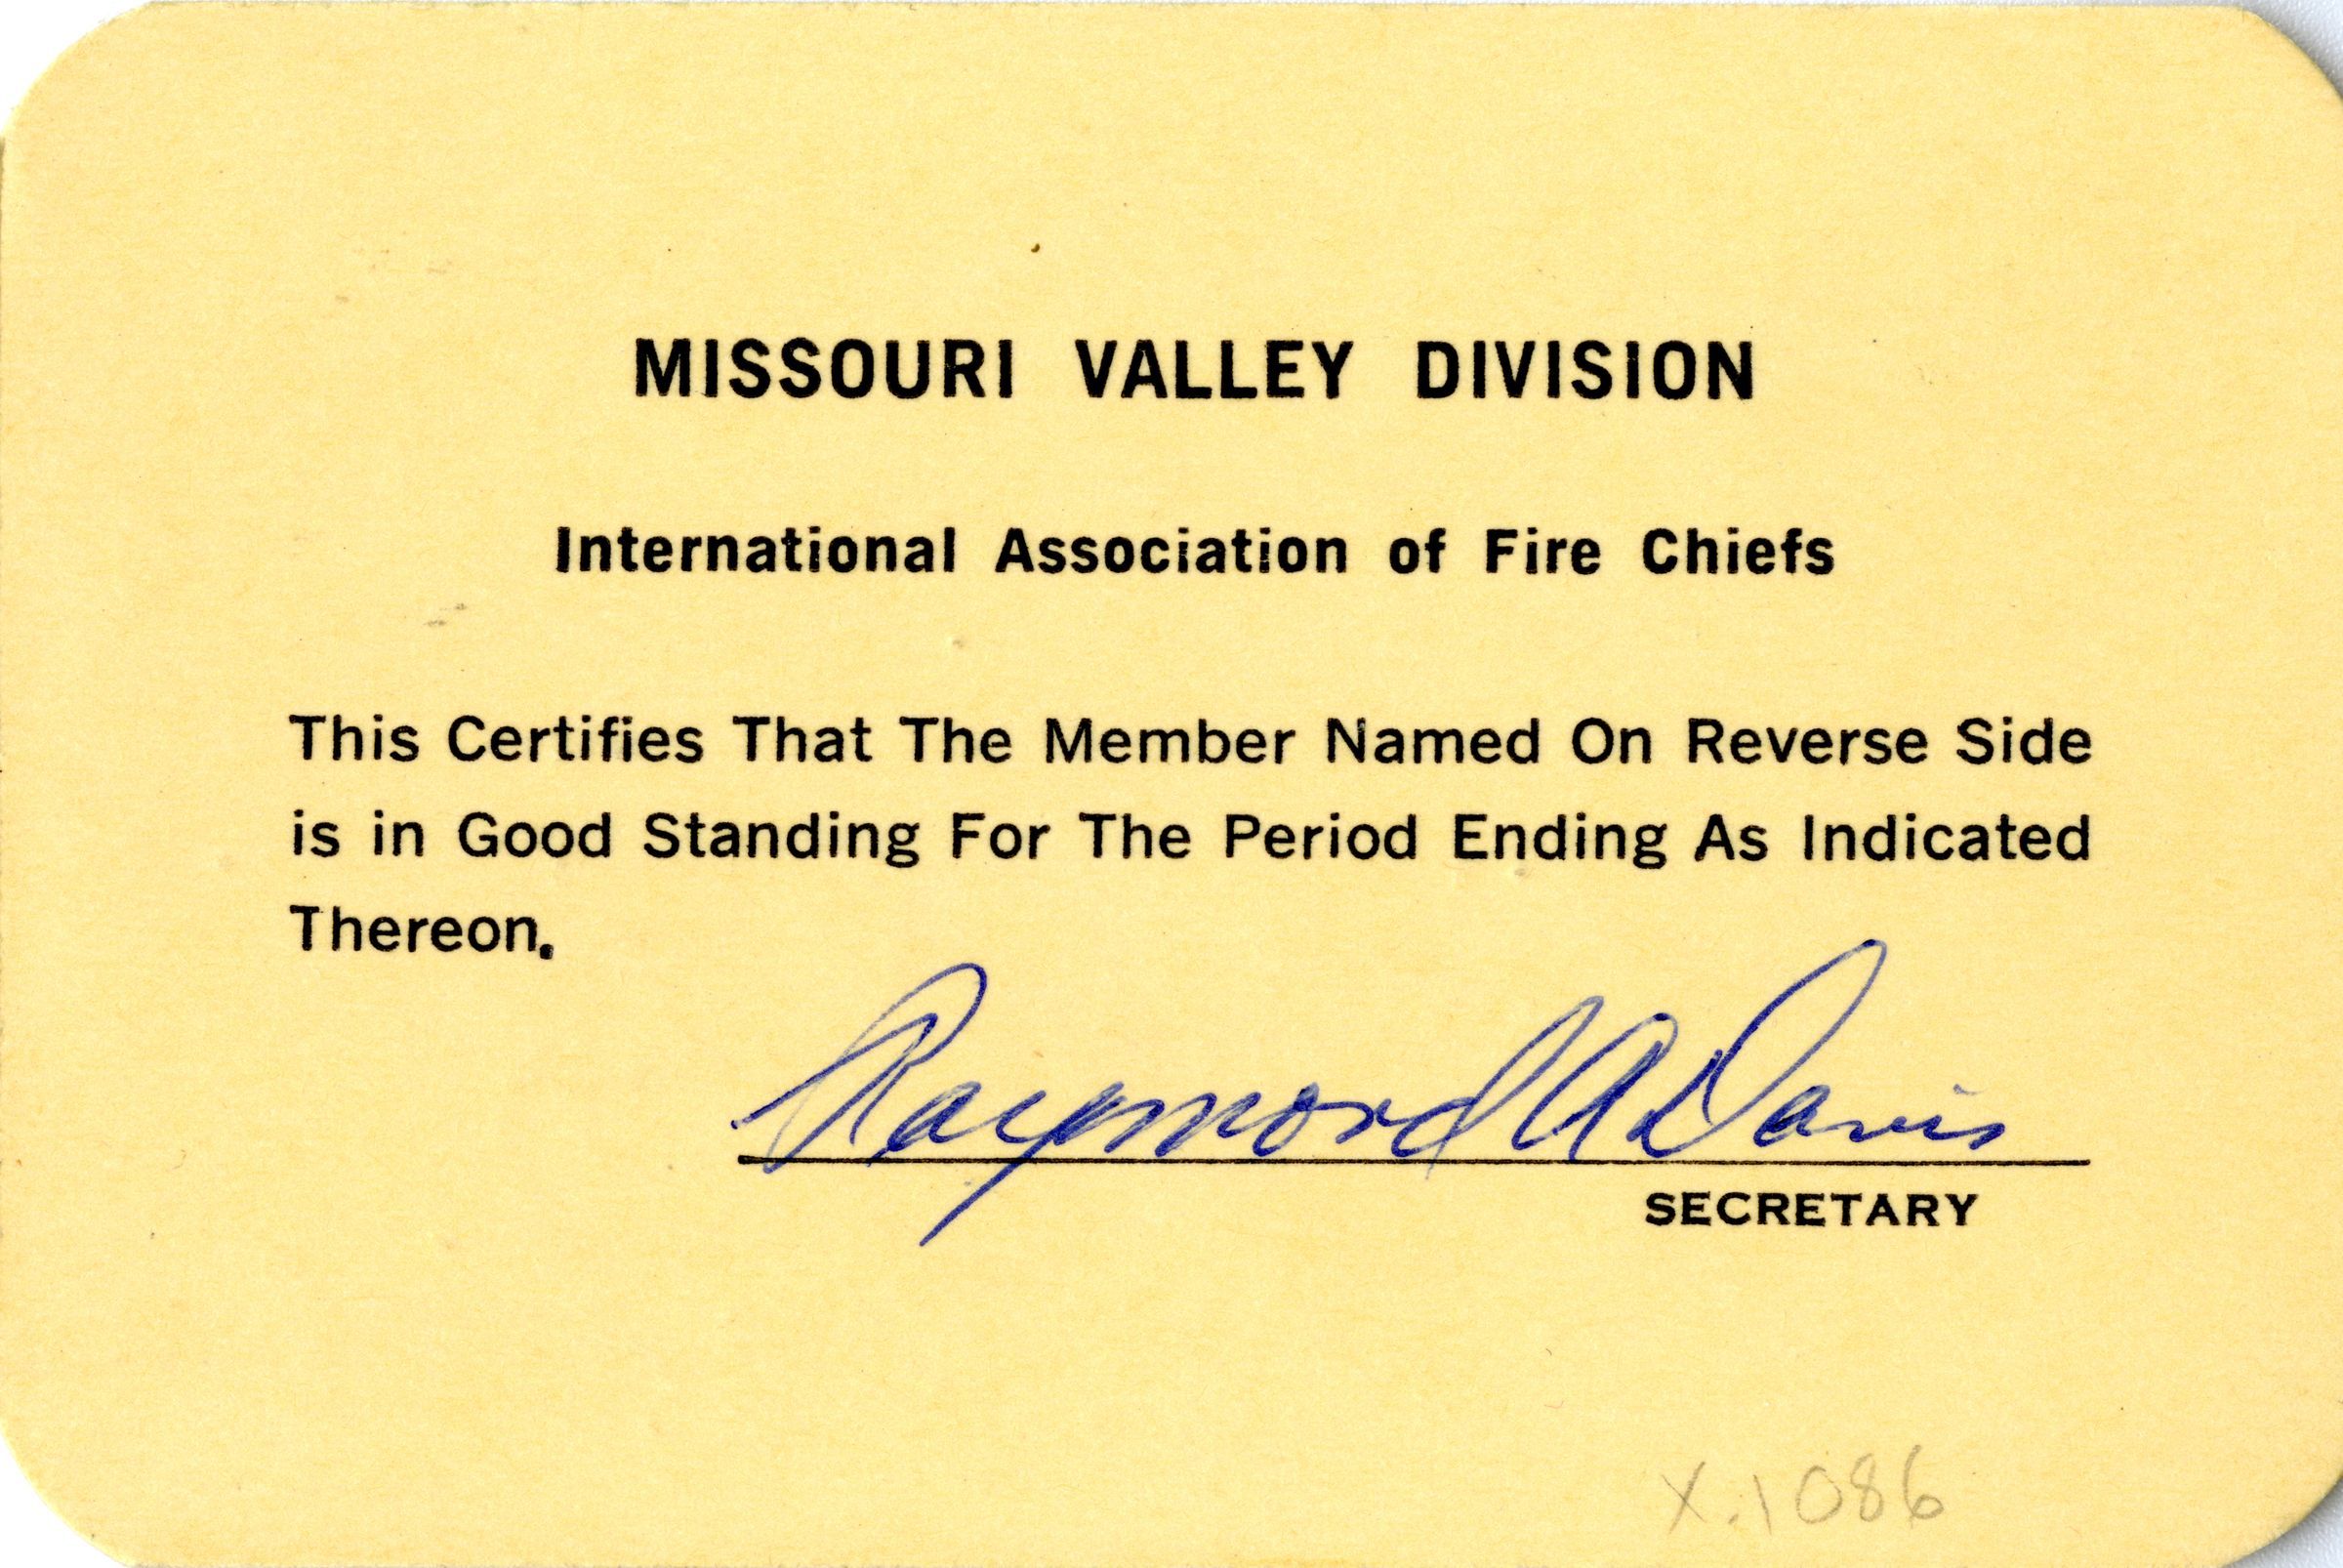 MISSOURI VALLEY DIVISION
International Association of Fire Chiefs
This Certifies That The Member Named On Reverse Side
is in Good Standing For The Period Ending As Indicated
Thereon.
Raymond A Davis
SECRETARY
X.1086